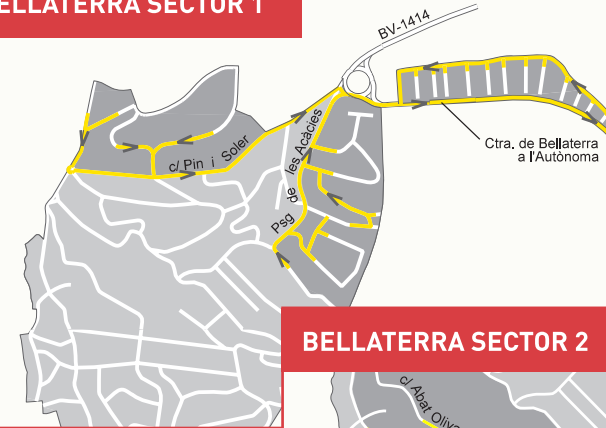 ELLATERRA SECTOR 1
BV-1414
Ctra. de Bellaterra
a l'Autònoma
c/ Pin i Soler
Psg de les Acàcies
BELLATERRA SECTOR 2
c/ Abat Oliva